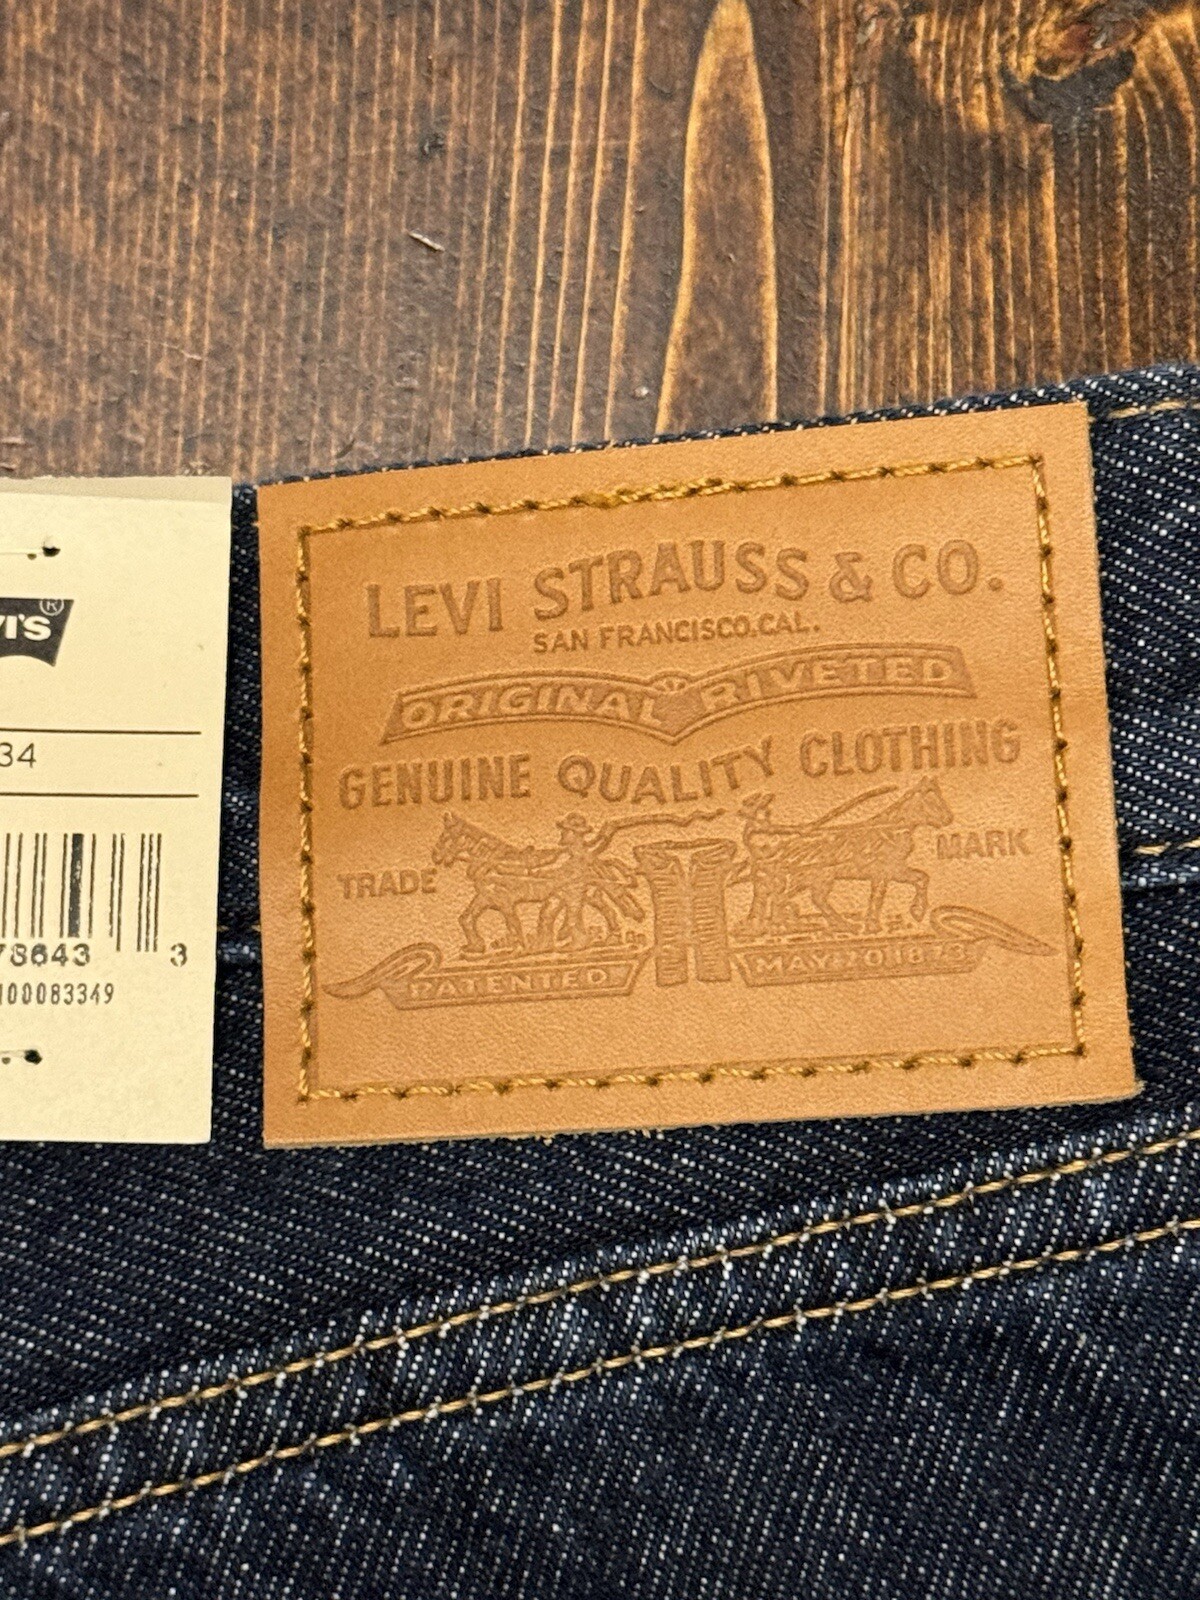 LEVI STRAUSS & CO.
SAN FRANCISCO.CAL.
ORIGINAL RIVETED
GENUINE QUALITY CLOTHING
TRADE MARK
PATENTED MAY 20 1873
®
34
78643 3
100083349